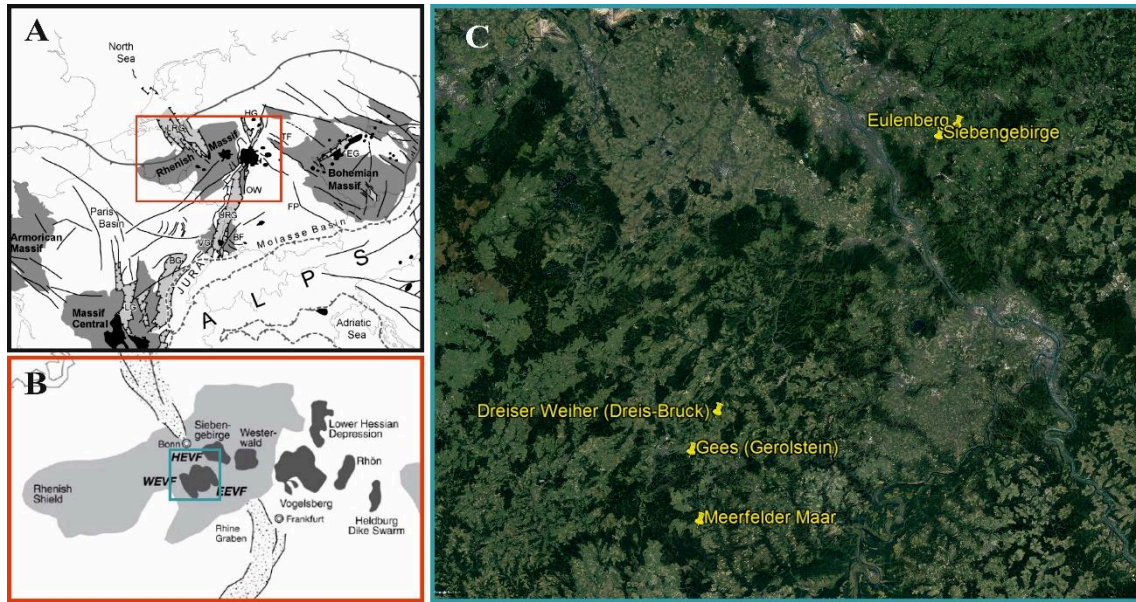 A
North
Sea
HG
LRG
TF
Rhenish
Massif
EG
Bohemian
Massif
OW
Paris
Basin
FP
URG
BF
VG
Molasse Basin
Armorican
Massif
BG
JURA
ALPS
LG
Massif
Central
Adriatic
Sea
B
Sieben-
gebirge
Wester-
wald
Lower Hessian
Depression
Bonn
HEVF
WEVF
EEVF
Rhön
Rhenish
Shield
Vogelsberg
Frankfurt
Rhine
Graben
Heldburg
Dike Swarm
C
Eulenberg
Siebengebirge
Dreiser Weiher (Dreis-Bruck)
Gees (Gerolstein)
Meerfelder Maar